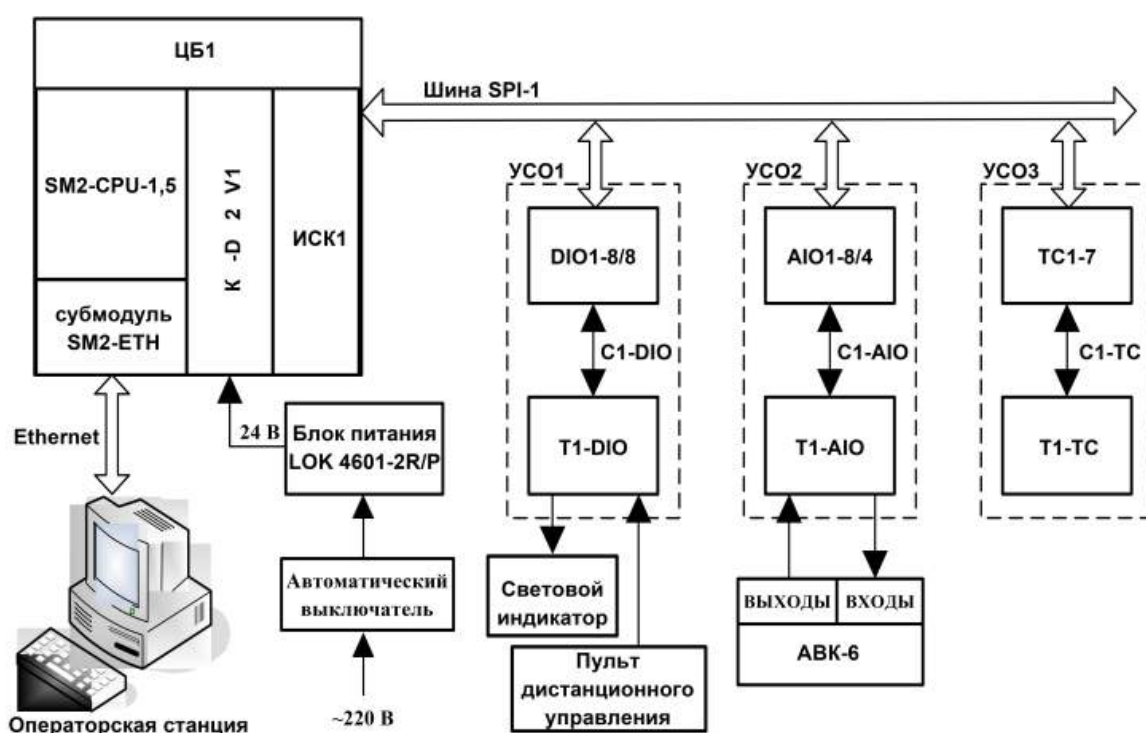 ЦБ1
Шина SPI-1
SM2-CPU-1,5
К -D 2 V1
ИСК1
субмодуль
SM2-ETH
УСО1
УСО2
УСО3
DIO1-8/8
AIO1-8/4
TC1-7
C1-DIO
C1-AIO
C1-TC
T1-DIO
T1-AIO
T1-TC
Ethernet
24 В
Блок питания
LOK 4601-2R/P
Автоматический
выключатель
~220 В
Световой
индикатор
Пульт
дистанционного
управления
ВЫХОДЫ
ВХОДЫ
АВК-6
Операторская станция